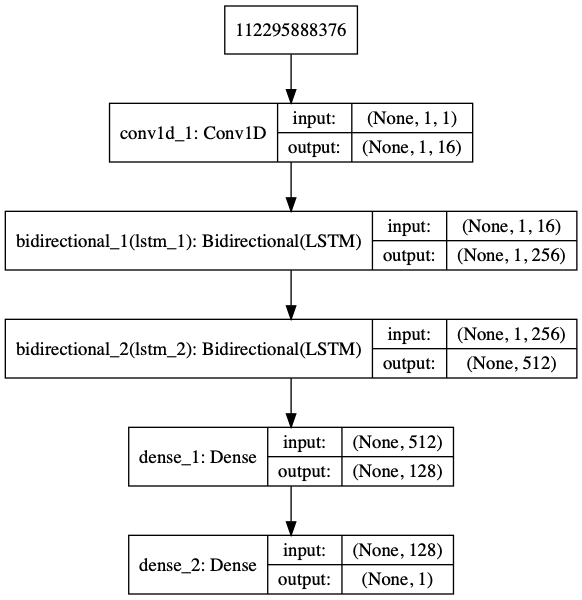 112295888376
conv1d_1: Conv1D
input: (None, 1, 1)
output: (None, 1, 16)
bidirectional_1(lstm_1): Bidirectional(LSTM)
input: (None, 1, 16)
output: (None, 1, 256)
bidirectional_2(lstm_2): Bidirectional(LSTM)
input: (None, 1, 256)
output: (None, 512)
dense_1: Dense
input: (None, 512)
output: (None, 128)
dense_2: Dense
input: (None, 128)
output: (None, 1)